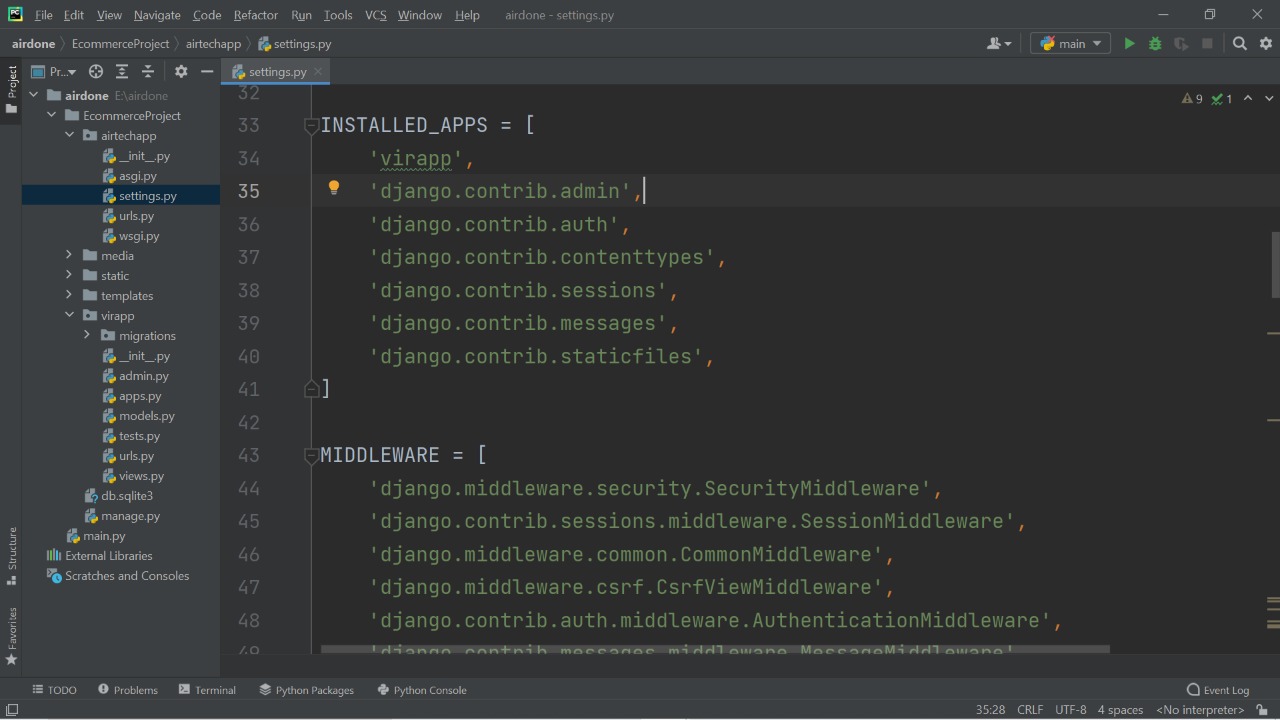 File Edit View Navigate Code Refactor Run Tools VCS Window Help airdone - settings.py
airdone EcommerceProject airtechapp settings.py main
Project
Pr... settings.py
airdone E:\airdone
EcommerceProject
airtechapp
__init__.py
asgi.py
settings.py
urls.py
wsgi.py
media
static
templates
virapp
migrations
__init__.py
admin.py
apps.py
models.py
tests.py
urls.py
views.py
db.sqlite3
manage.py
main.py
External Libraries
Scratches and Consoles
Structure
Favorites
9 1
32
33 INSTALLED_APPS = [
34 'virapp',
35 'django.contrib.admin',
36 'django.contrib.auth',
37 'django.contrib.contenttypes',
38 'django.contrib.sessions',
39 'django.contrib.messages',
40 'django.contrib.staticfiles',
41 ]
42
43 MIDDLEWARE = [
44 'django.middleware.security.SecurityMiddleware',
45 'django.contrib.sessions.middleware.SessionMiddleware',
46 'django.middleware.common.CommonMiddleware',
47 'django.middleware.csrf.CsrfViewMiddleware',
48 'django.contrib.auth.middleware.AuthenticationMiddleware',
49 'django.contrib.messages.middleware.MessageMiddleware'
TODO Problems Terminal Python Packages Python Console Event Log
35:28 CRLF UTF-8 4 spaces <No interpreter>